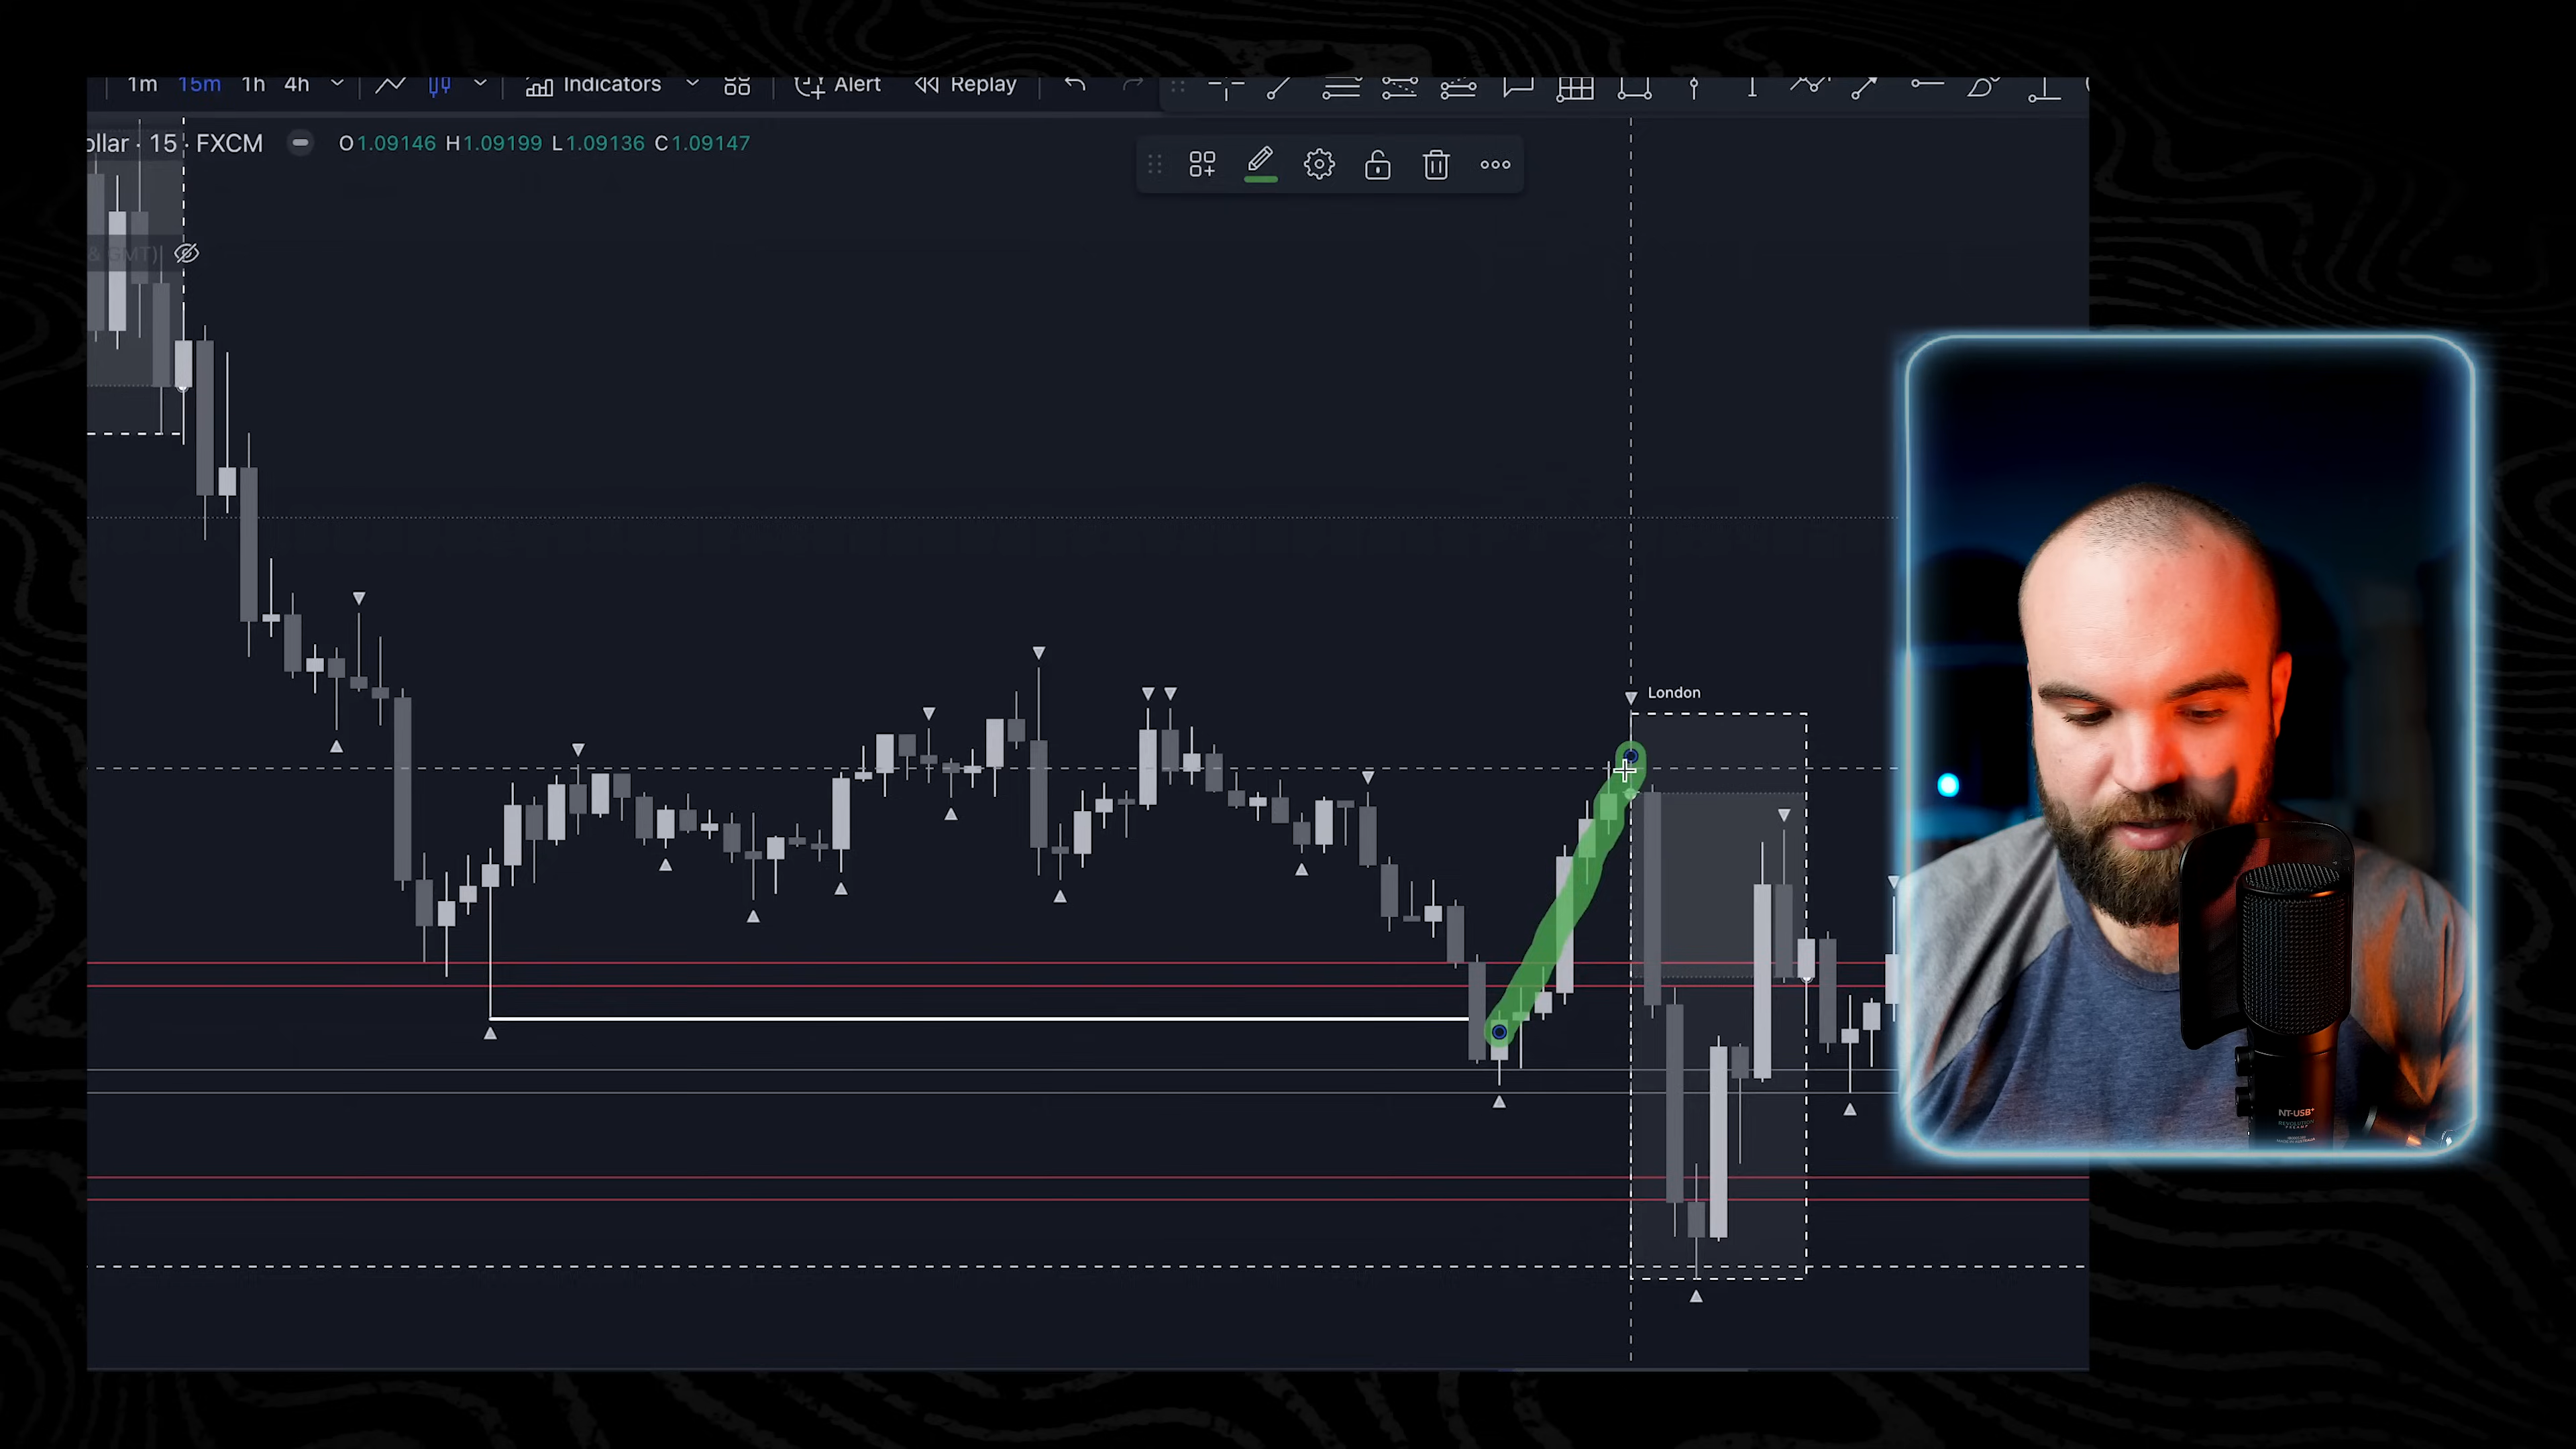 1m 15m 1h 4h Indicators Alert Replay
ollar · 15 · FXCM O1.09146 H1.09199 L1.09136 C1.09147
& GMT)
London
NT-USB+